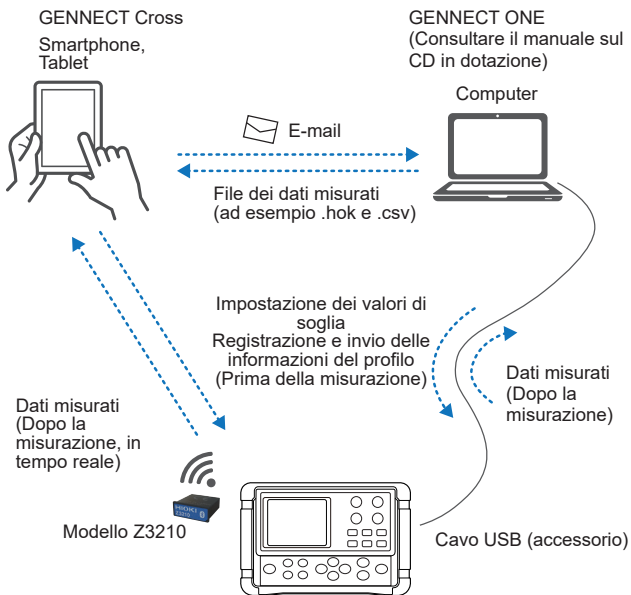 GENNECT Cross
Smartphone,
Tablet
GENNECT ONE
(Consultare il manuale sul
CD in dotazione)
Computer
E-mail
File dei dati misurati
(ad esempio .hok e .csv)
Impostazione dei valori di
soglia
Registrazione e invio delle
informazioni del profilo
(Prima della misurazione)
Dati misurati
(Dopo la
misurazione)
Dati misurati
(Dopo la
misurazione, in
tempo reale)
HIOKI
Z3210
Modello Z3210
Cavo USB (accessorio)